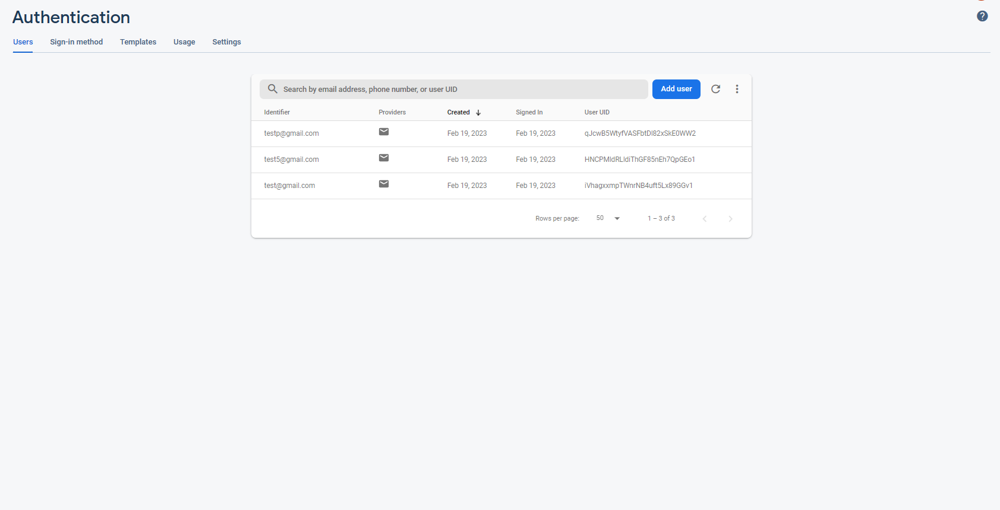 Authentication
Users Sign-in method Templates Usage Settings
Search by email address, phone number, or user UID Add user
Identifier Providers Created Signed In User UID
testp@gmail.com Feb 19, 2023 Feb 19, 2023 qJcwB5WtyfVASFbtDl82xSkE0WW2
test5@gmail.com Feb 19, 2023 Feb 19, 2023 HNCPMldRLldiThGF85nEh7QpGEo1
test@gmail.com Feb 19, 2023 Feb 19, 2023 iVhagxxmpTWnrNB4uft5Lx89GGv1
Rows per page: 50 1 – 3 of 3